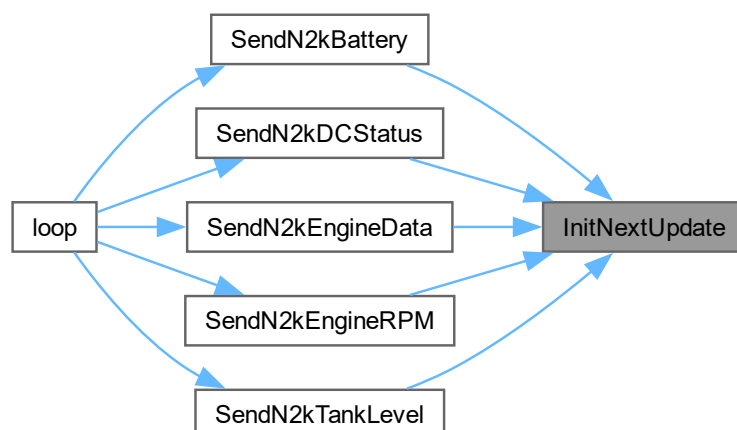 SendN2kBattery
SendN2kDCStatus
loop
SendN2kEngineData
InitNextUpdate
SendN2kEngineRPM
SendN2kTankLevel